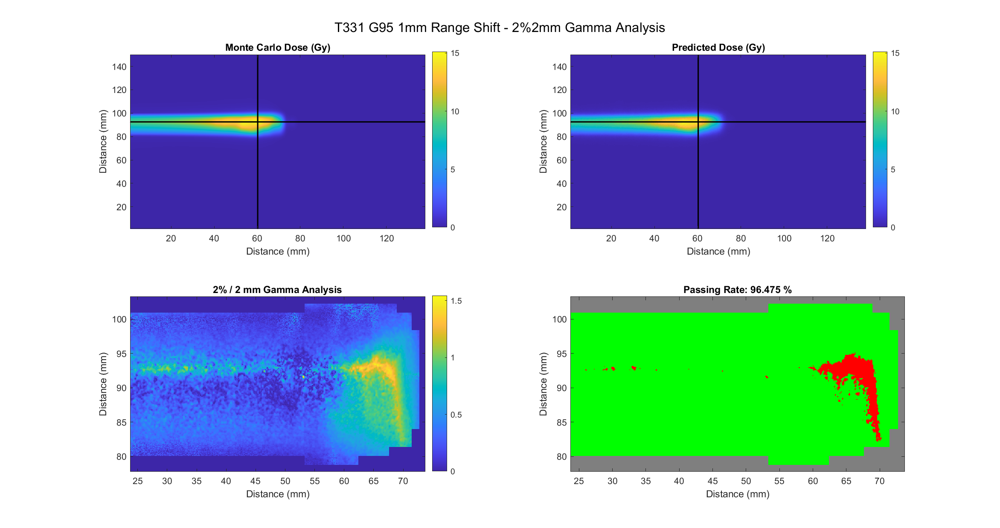 T331 G95 1mm Range Shift - 2%2mm Gamma Analysis
Monte Carlo Dose (Gy)
140
120
100
80
60
40
20
Distance (mm)
20 40 60 80 100 120
Distance (mm)
15
10
5
0
Predicted Dose (Gy)
140
120
100
80
60
40
20
Distance (mm)
20 40 60 80 100 120
Distance (mm)
15
10
5
0
2% / 2 mm Gamma Analysis
100
95
90
85
80
Distance (mm)
25 30 35 40 45 50 55 60 65 70
Distance (mm)
1.5
1
0.5
0
Passing Rate: 96.475 %
100
95
90
85
80
Distance (mm)
25 30 35 40 45 50 55 60 65 70
Distance (mm)